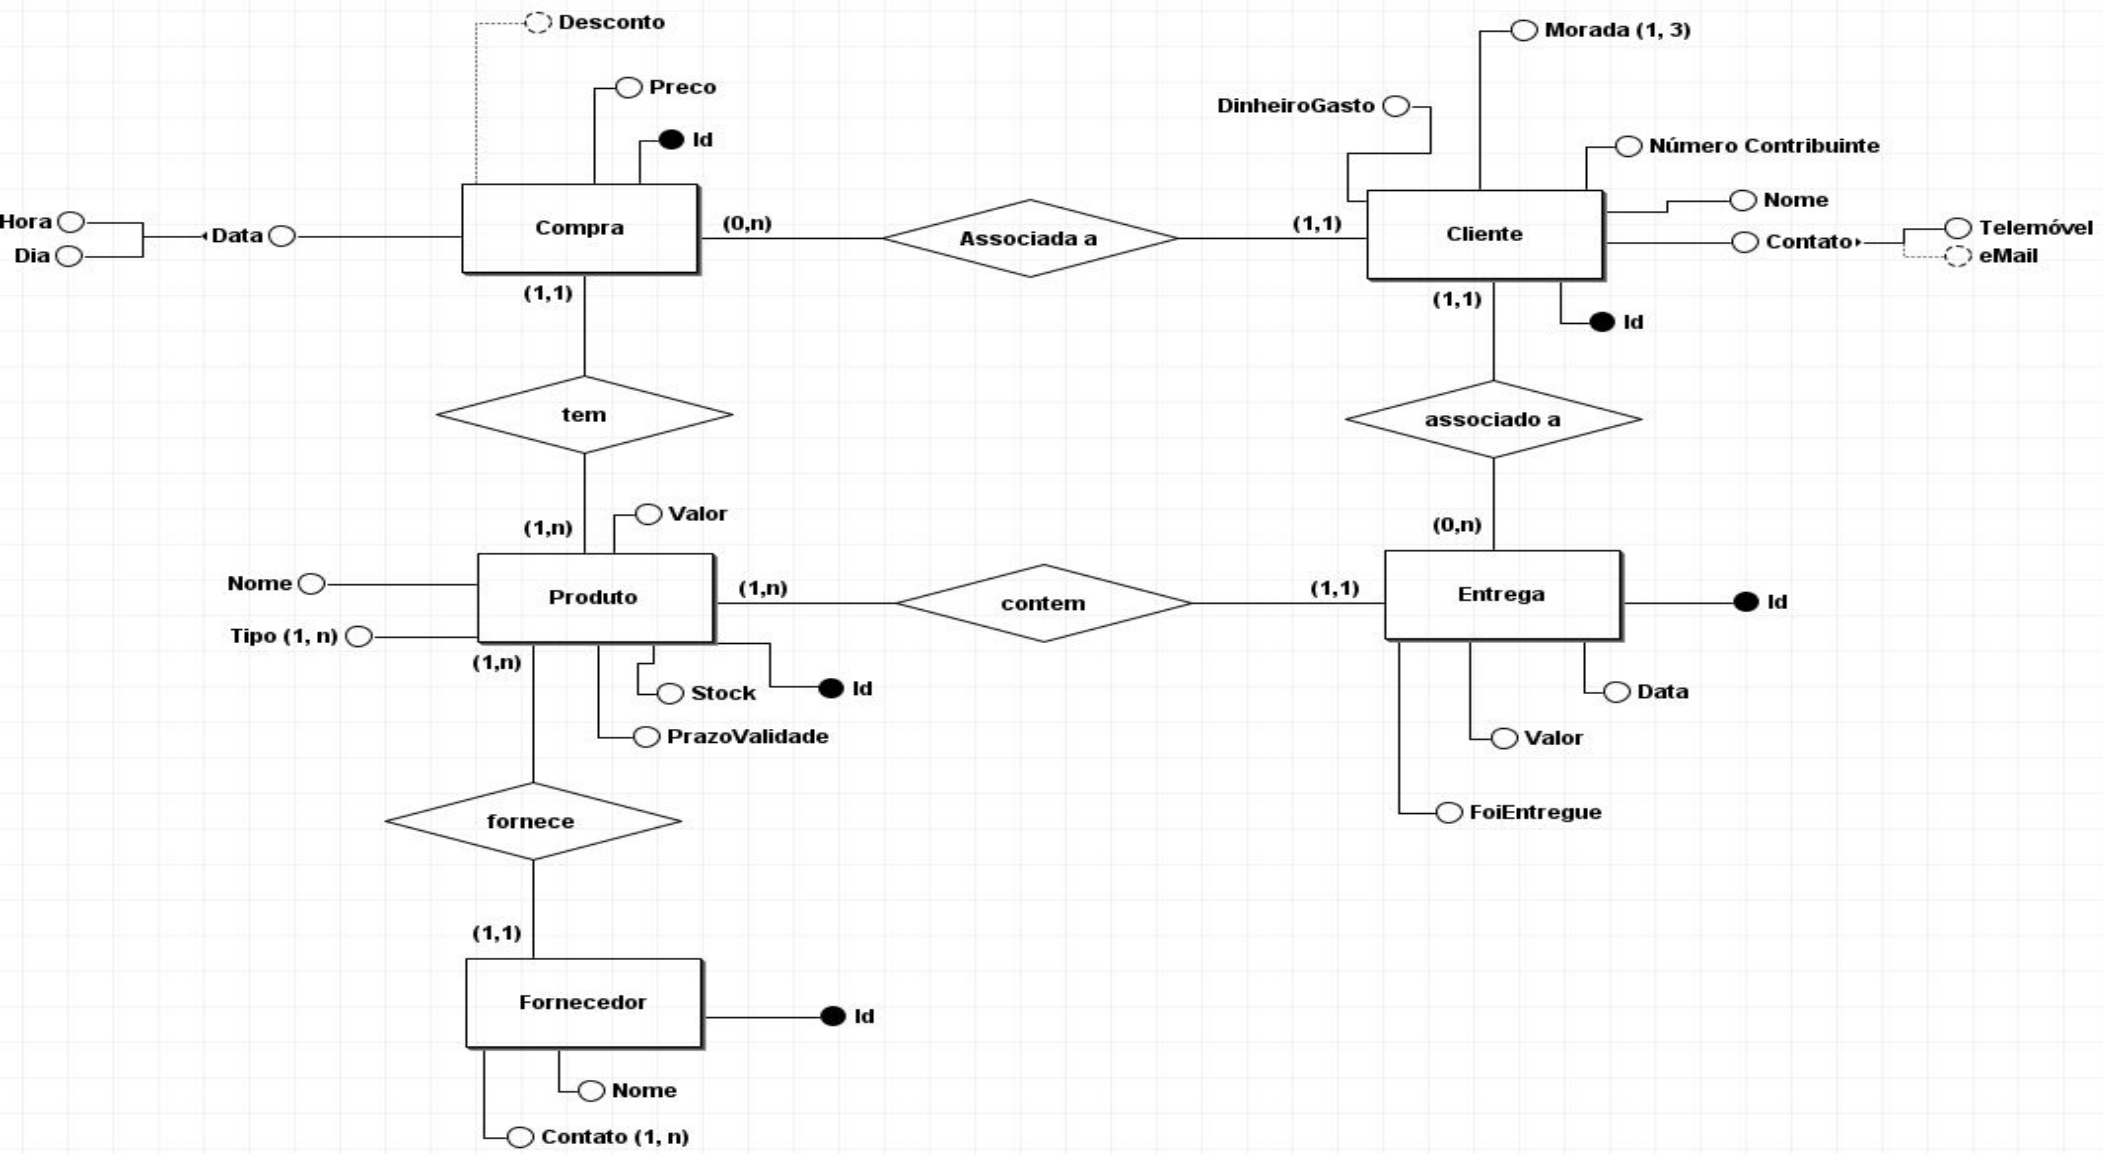 Desconto
Morada (1, 3)
Preco
DinheiroGasto
Id
Número Contribuinte
Nome
Hora
Data
Compra
(0,n)
Associada a
(1,1)
Cliente
Telemóvel
Contato
eMail
Dia
(1,1)
(1,1)
Id
tem
associado a
(1,n)
Valor
(0,n)
Nome
Produto
(1,n)
contem
(1,1)
Entrega
Id
Tipo (1, n)
(1,n)
Stock
Id
Data
PrazoValidade
Valor
fornece
FoiEntregue
(1,1)
Fornecedor
Id
Nome
Contato (1, n)